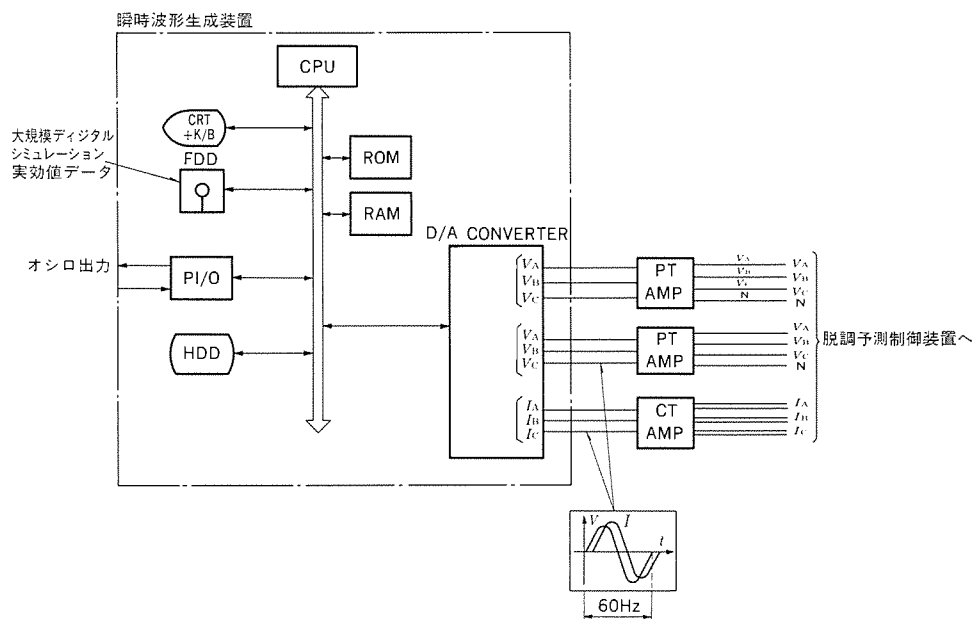 瞬時波形生成装置
CPU
CRT
+K/B
大規模ディジタル
シミュレーション
実効値データ
FDD
ROM
RAM
D/A CONVERTER
オシロ出力
PI/O
HDD
VA
VB
VC
PT
AMP
VA
VB
N
VA
VB
VC
N
VA
VB
VC
PT
AMP
VA
VB
VC
N
脱調予測制御装置へ
IA
IB
IC
CT
AMP
IA
IB
IC
V
I
t
60Hz